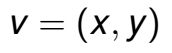 v = (x, y)